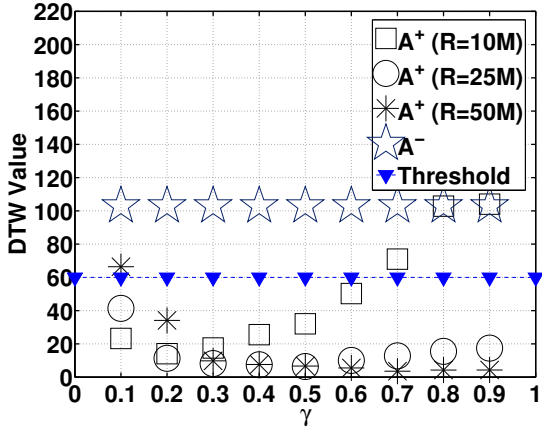 220
200
180
160
140
120
100
80
60
40
20
0
DTW Value
A+ (R=10M)
A+ (R=25M)
A+ (R=50M)
A−
Threshold
0 0.1 0.2 0.3 0.4 0.5 0.6 0.7 0.8 0.9 1
γ